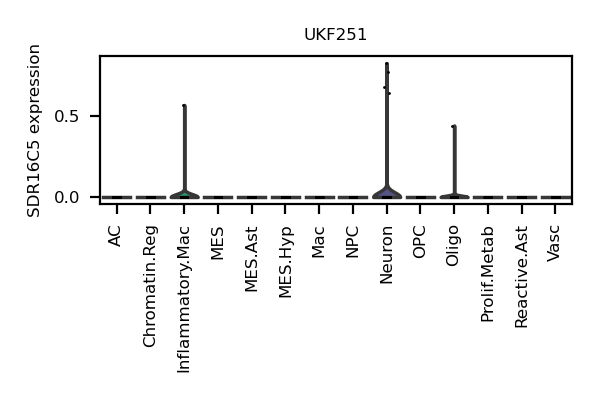 UKF251
SDR16C5 expression
0.5
0.0
AC
Chromatin.Reg
Inflammatory.Mac
MES
MES.Ast
MES.Hyp
Mac
NPC
Neuron
OPC
Oligo
Prolif.Metab
Reactive.Ast
Vasc